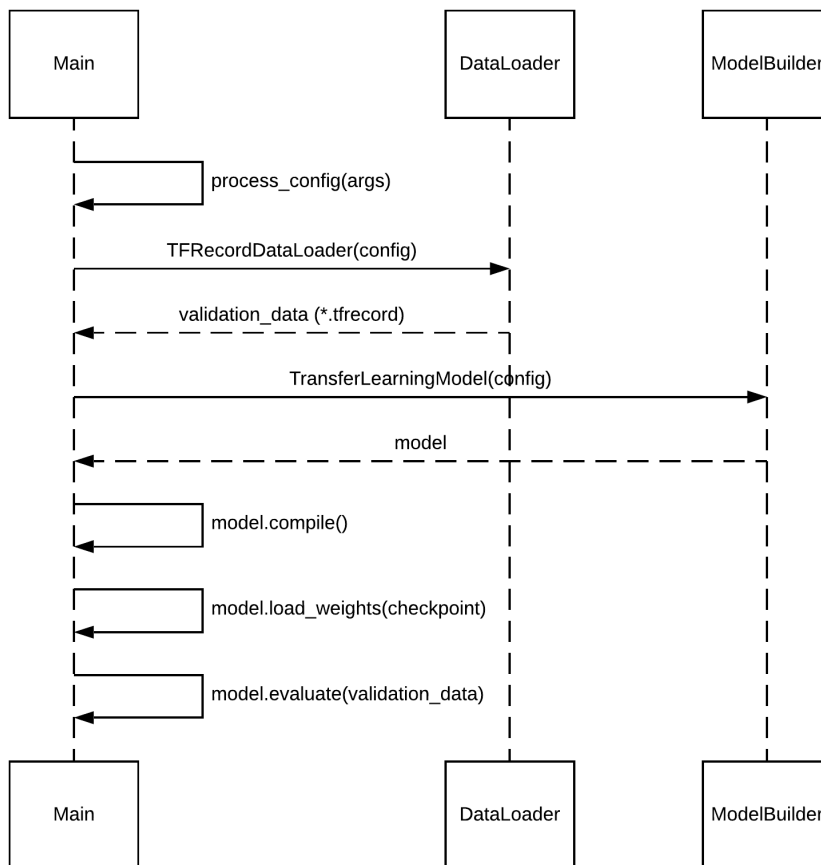 Main
DataLoader
ModelBuilder
process_config(args)
TFRecordDataLoader(config)
validation_data (*.tfrecord)
TransferLearningModel(config)
model
model.compile()
model.load_weights(checkpoint)
model.evaluate(validation_data)
Main
DataLoader
ModelBuilder